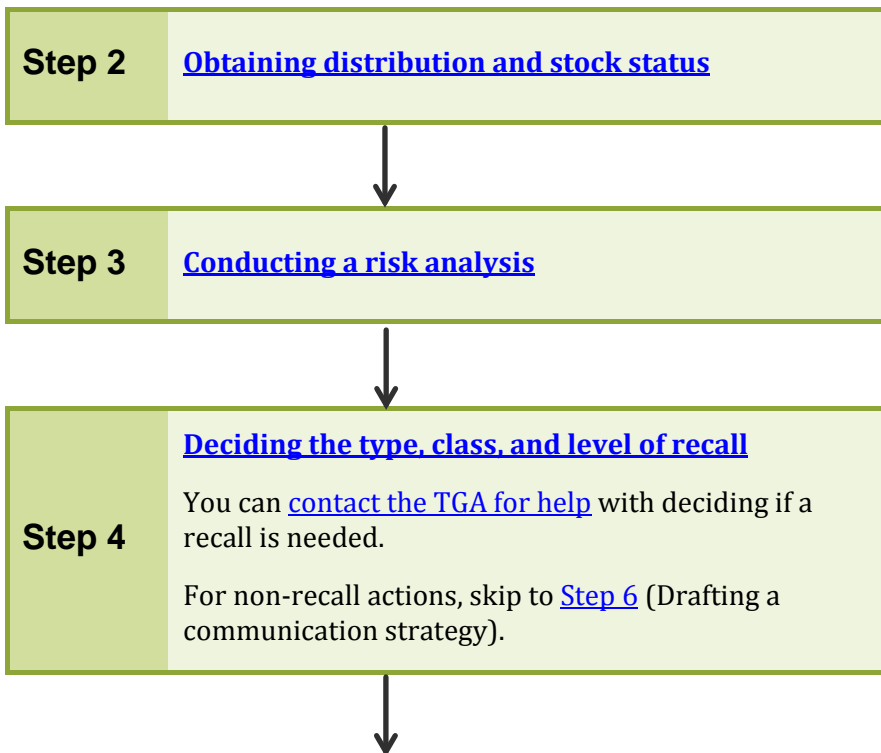 Step 2
Obtaining distribution and stock status
Step 3
Conducting a risk analysis
Step 4
Deciding the type, class, and level of recall
You can contact the TGA for help with deciding if a
recall is needed.
For non-recall actions, skip to Step 6 (Drafting a
communication strategy).